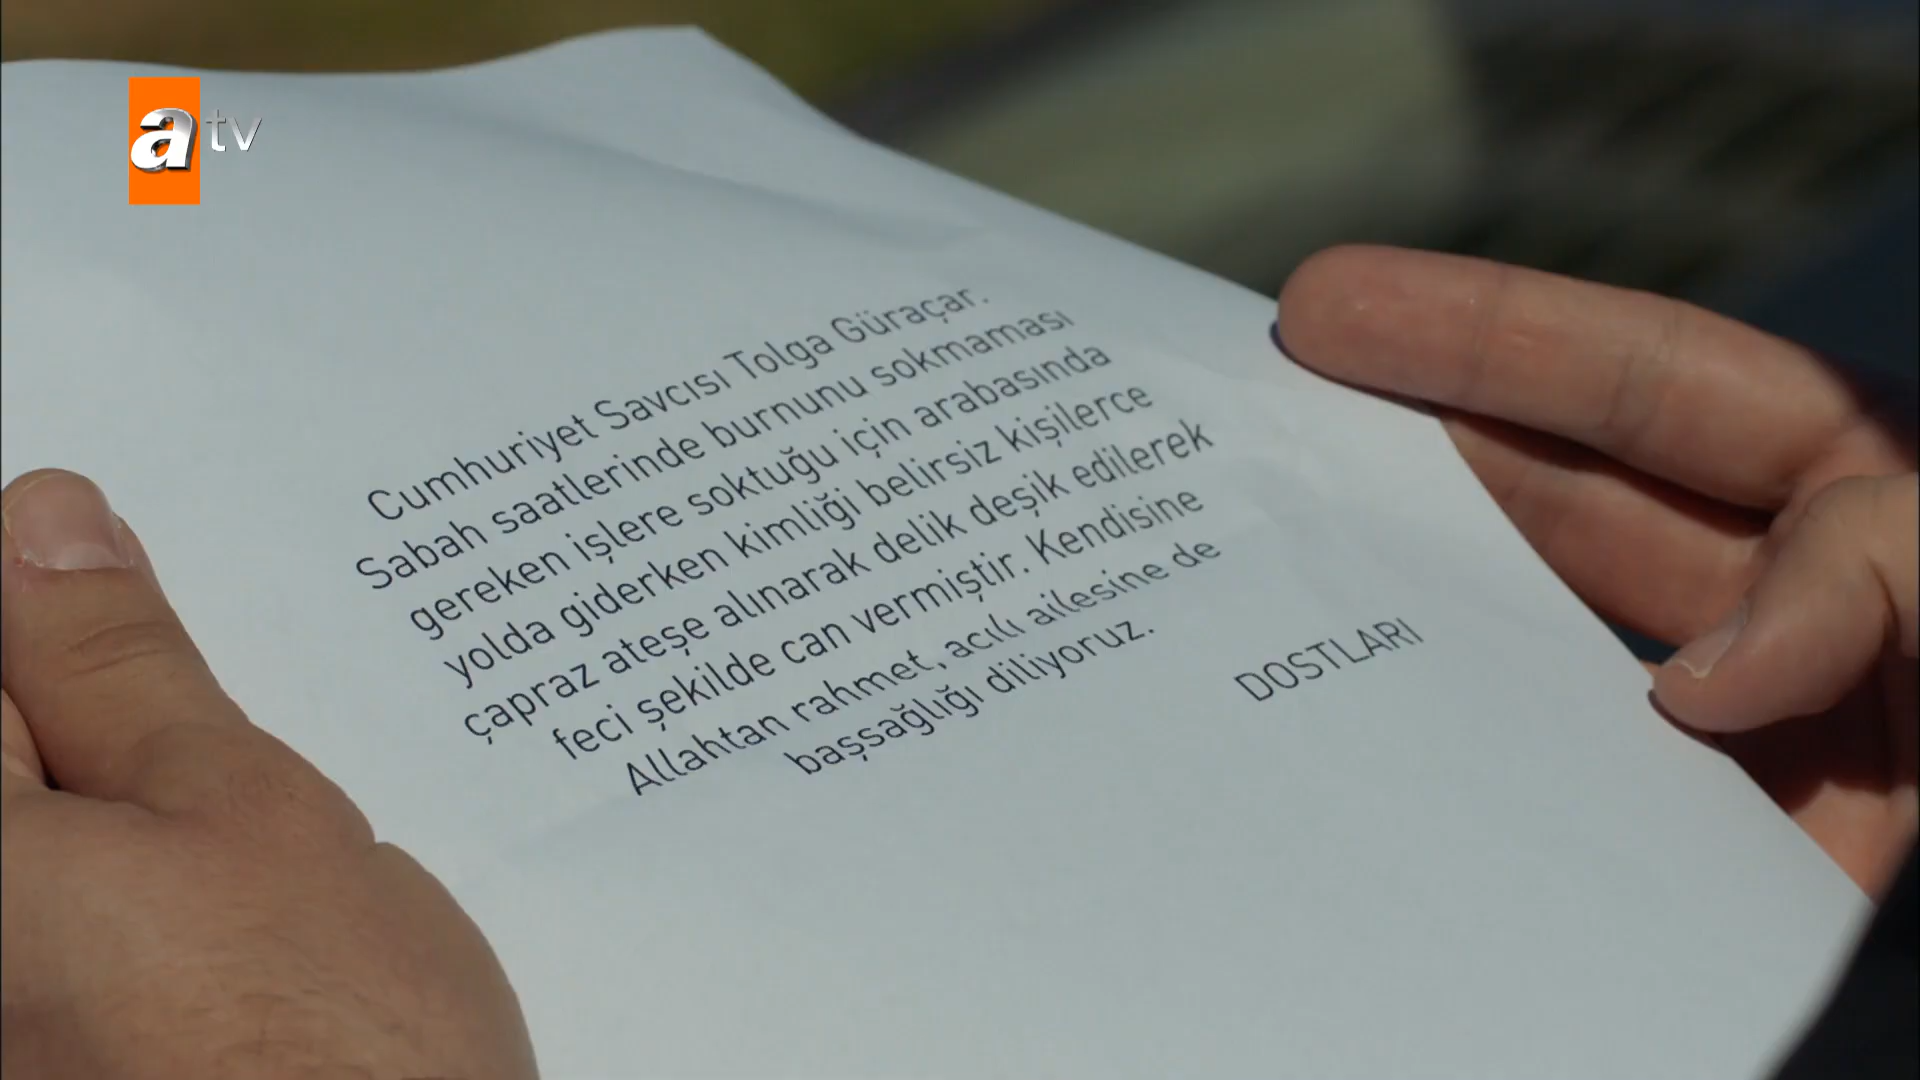 atv
Cumhuriyet Savcısı Tolga Güraçar.
Sabah saatlerinde burnunu sokmaması
gereken işlere soktuğu için arabasında
yolda giderken kimliği belirsiz kişilerce
çapraz ateşe alınarak delik deşik edilerek
feci şekilde can vermiştir. Kendisine
Allahtan rahmet, acılı ailesine de
başsağlığı diliyoruz.
DOSTLARI